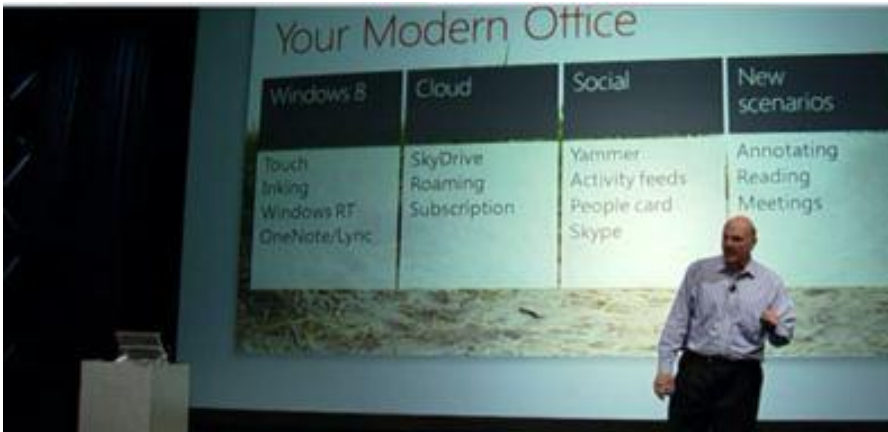 Your Modern Office
Windows 8
Cloud
Social
New
scenarios
Touch
Inking
Windows RT
OneNote/Lync
SkyDrive
Roaming
Subscription
Yammer
Activity feeds
People card
Skype
Annotating
Reading
Meetings